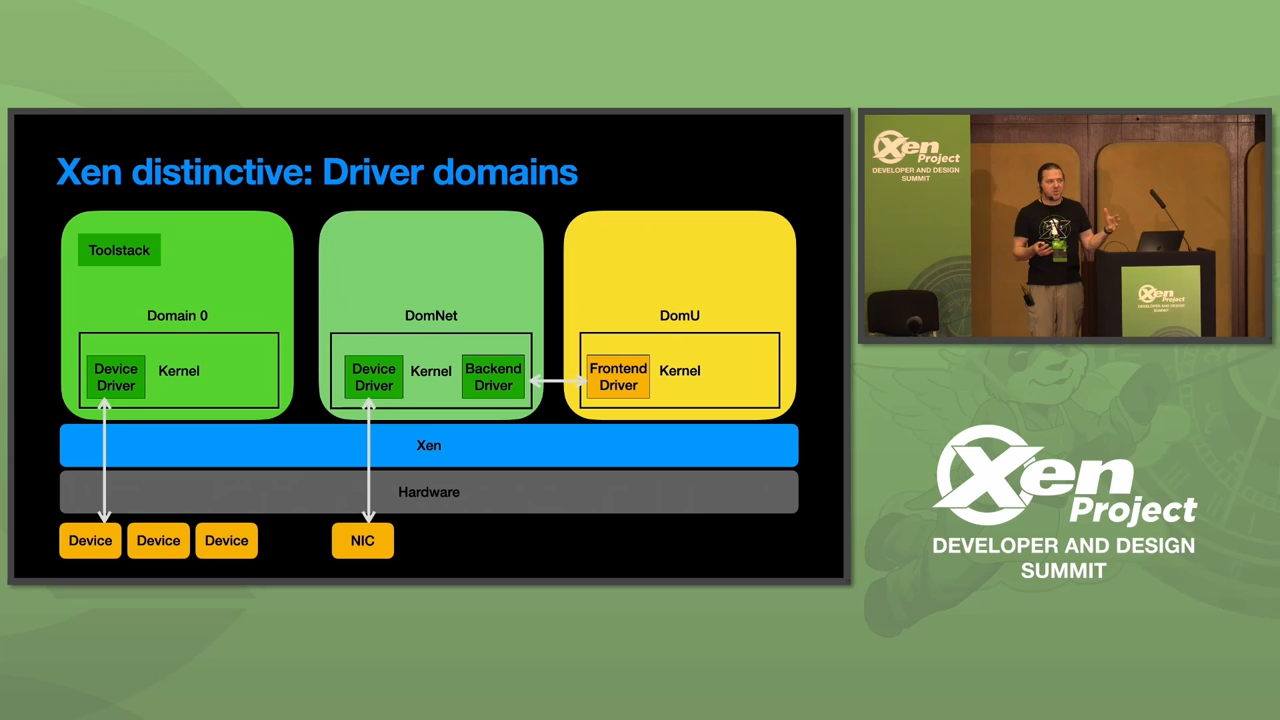 Xen distinctive: Driver domains
Toolstack
Domain 0
Device
Driver
Kernel
DomNet
Device
Driver
Kernel
Backend
Driver
DomU
Frontend
Driver
Kernel
Xen
Hardware
Device
Device
Device
NIC
Xen
Project
DEVELOPER AND DESIGN
SUMMIT
Xen
Project
Xen
Project
DEVELOPER AND DESIGN
SUMMIT